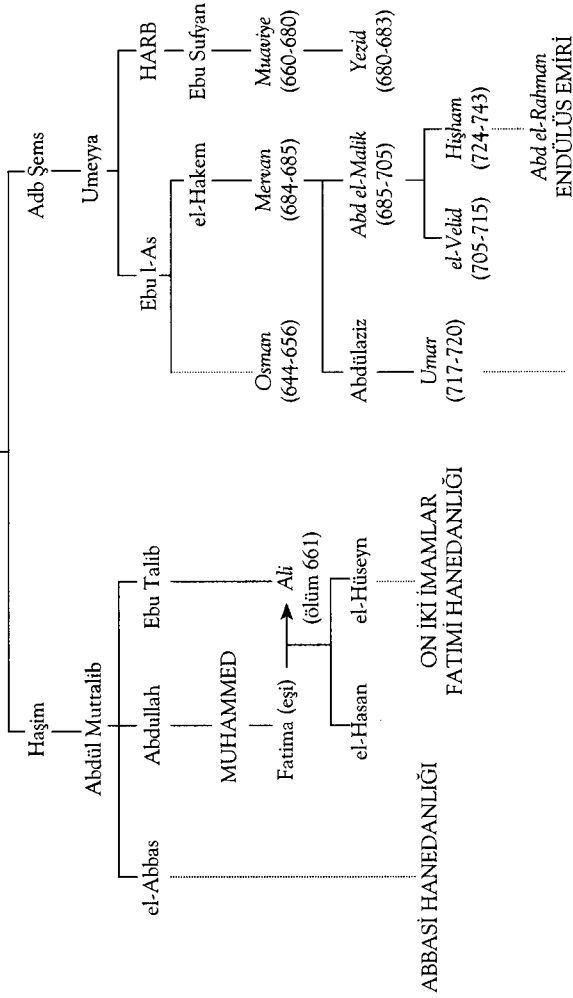 Haşim
Adb Şems
Abdül Muttalib
Umeyya
el-Abbas
Abdullah
Ebu Talib
Ebu l-As
HARB
MUHAMMED
el-Hakem
Ebu Sufyan
Fatima (eşi)
Ali
(ölüm 661)
Osman
(644-656)
Mervan
(684-685)
Muaviye
(660-680)
el-Hasan
el-Hüseyn
Abdülaziz
Abd el-Malik
(685-705)
Yezid
(680-683)
ABBASİ HANEDANLIĞI
ON İKİ İMAMLAR
FATIMİ HANEDANLIĞI
Umar
(717-720)
el-Velid
(705-715)
Hişham
(724-743)
Abd el-Rahman
ENDÜLÜS EMİRİ